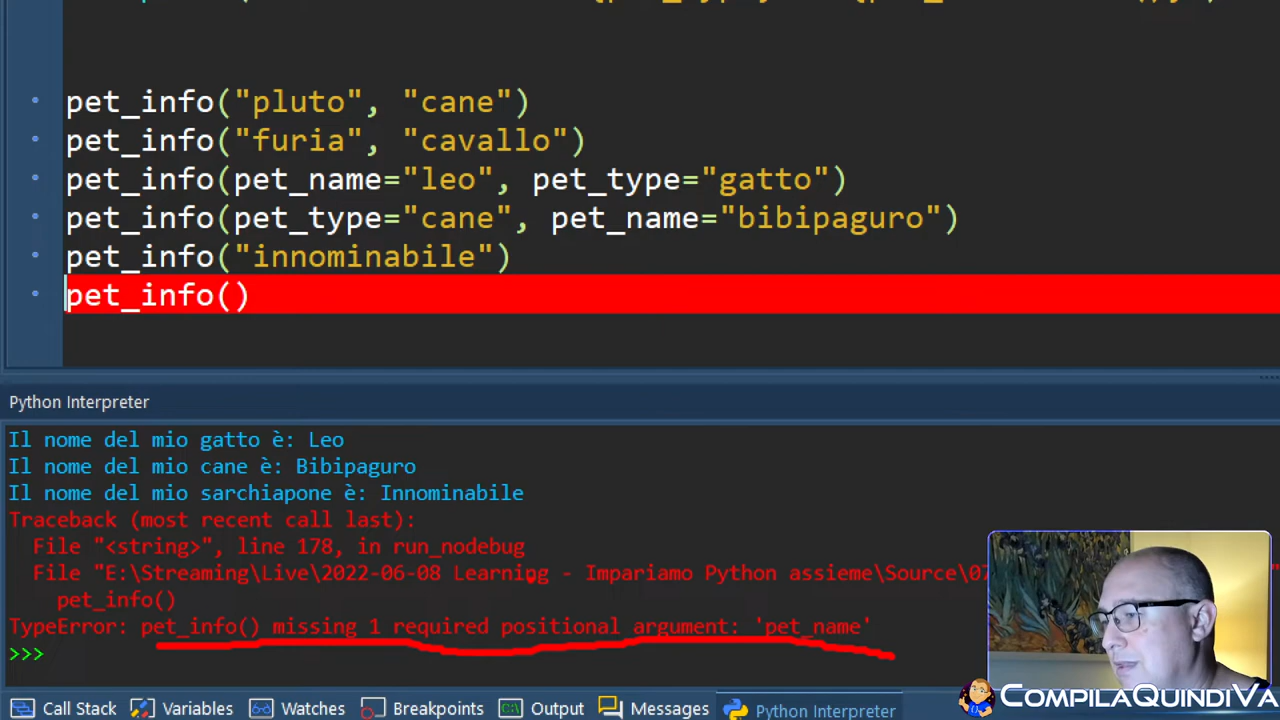 pet_info("pluto", "cane")
pet_info("furia", "cavallo")
pet_info(pet_name="leo", pet_type="gatto")
pet_info(pet_type="cane", pet_name="bibipaguro")
pet_info("innominabile")
pet_info()
Python Interpreter
Il nome del mio gatto è: Leo
Il nome del mio cane è: Bibipaguro
Il nome del mio sarchiapone è: Innominabile
Traceback (most recent call last):
File "<string>", line 178, in run_nodebug
File "E:\Streaming\Live\2022-06-08 Learning - Impariamo Python assieme\Source\07
pet_info()
TypeError: pet_info() missing 1 required positional argument: 'pet_name'
>>>
Call Stack Variables Watches Breakpoints Output Messages Python Interpreter
CompilaQuindiVa